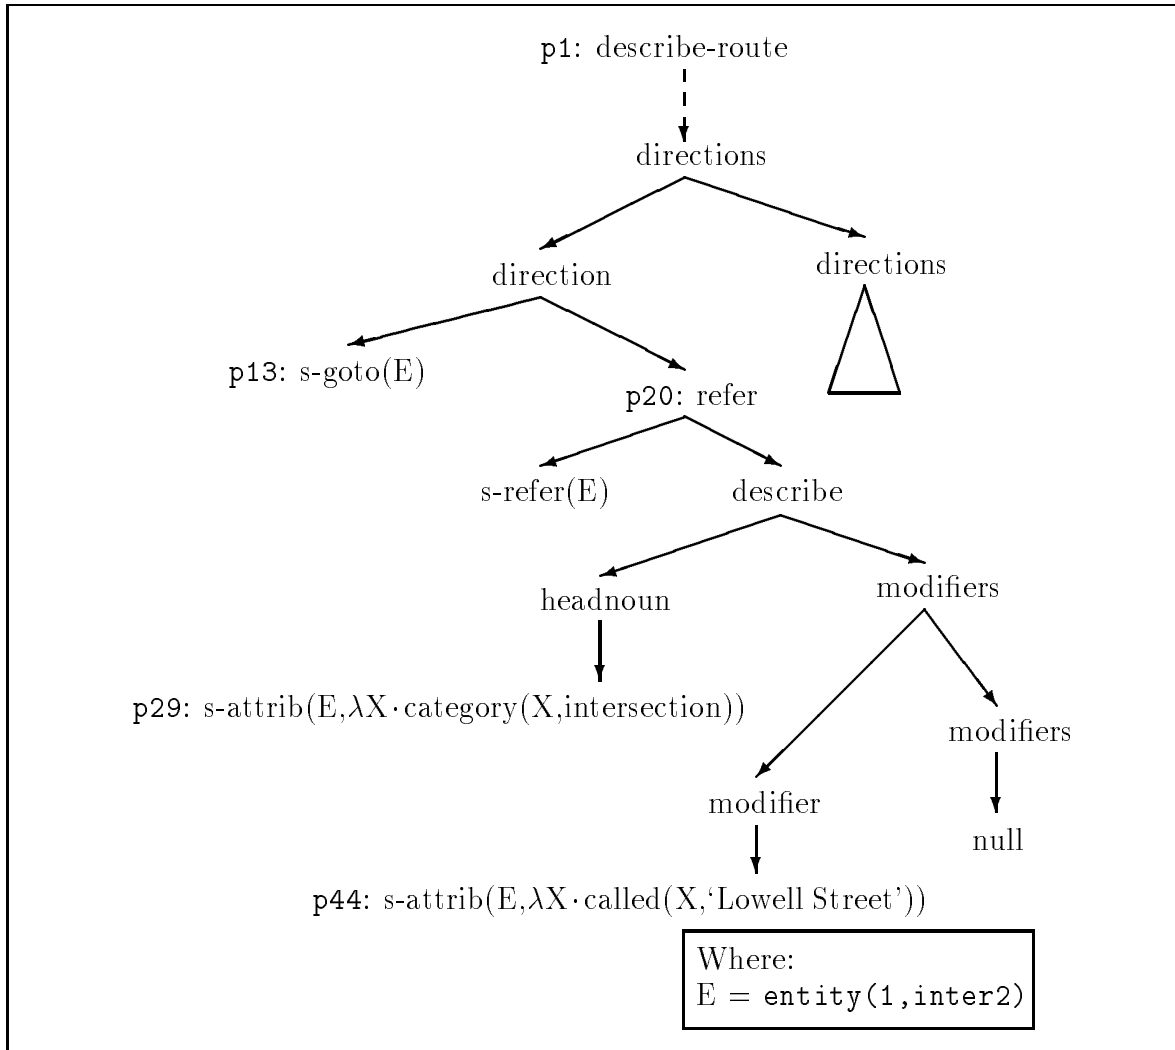 p1: describe-route
directions
direction
directions
p13: s-goto(E)
p20: refer
s-refer(E)
describe
headnoun
modifiers
p29: s-attrib(E,λX·category(X,intersection))
modifiers
modifier
null
p44: s-attrib(E,λX·called(X,‘Lowell Street’))
Where:
E = entity(1,inter2)